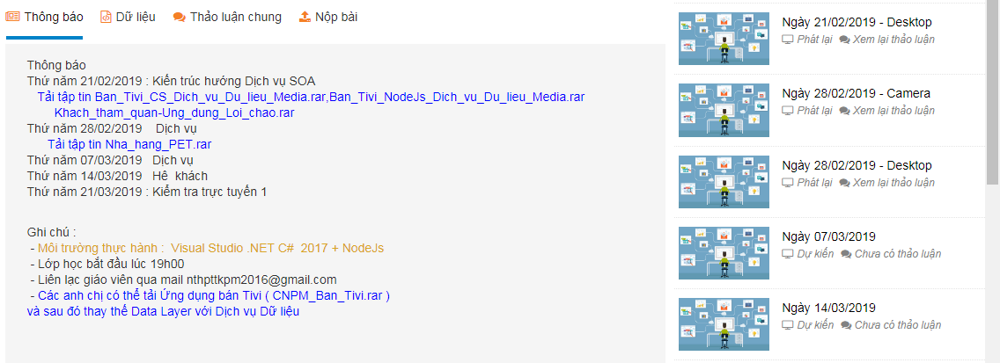 Thông báo Dữ liệu Thảo luận chung Nộp bài
Thông báo
Thứ năm 21/02/2019 : Kiến trúc hướng Dịch vụ SOA
Tải tập tin Ban_Tivi_CS_Dich_vu_Du_lieu_Media.rar,Ban_Tivi_NodeJs_Dich_vu_Du_lieu_Media.rar
Khach_tham_quan-Ung_dung_Loi_chao.rar
Thứ năm 28/02/2019 Dịch vụ
Tải tập tin Nha_hang_PET.rar
Thứ năm 07/03/2019 Dịch vụ
Thứ năm 14/03/2019 Hê khách
Thứ năm 21/03/2019 : Kiểm tra trực tuyến 1
Ghi chú :
- Môi trường thực hành : Visual Studio .NET C# 2017 + NodeJs
- Lớp học bắt đầu lúc 19h00
- Liên lạc giáo viên qua mail nthpttkpm2016@gmail.com
- Các anh chị có thể tải Ứng dụng bán Tivi ( CNPM_Ban_Tivi.rar )
và sau đó thay thế Data Layer với Dịch vụ Dữ liệu
Ngày 21/02/2019 - Desktop
Phát lại Xem lại thảo luận
Ngày 28/02/2019 - Camera
Phát lại Xem lại thảo luận
Ngày 28/02/2019 - Desktop
Phát lại Xem lại thảo luận
Ngày 07/03/2019
Dự kiến Chưa có thảo luận
Ngày 14/03/2019
Dự kiến Chưa có thảo luận